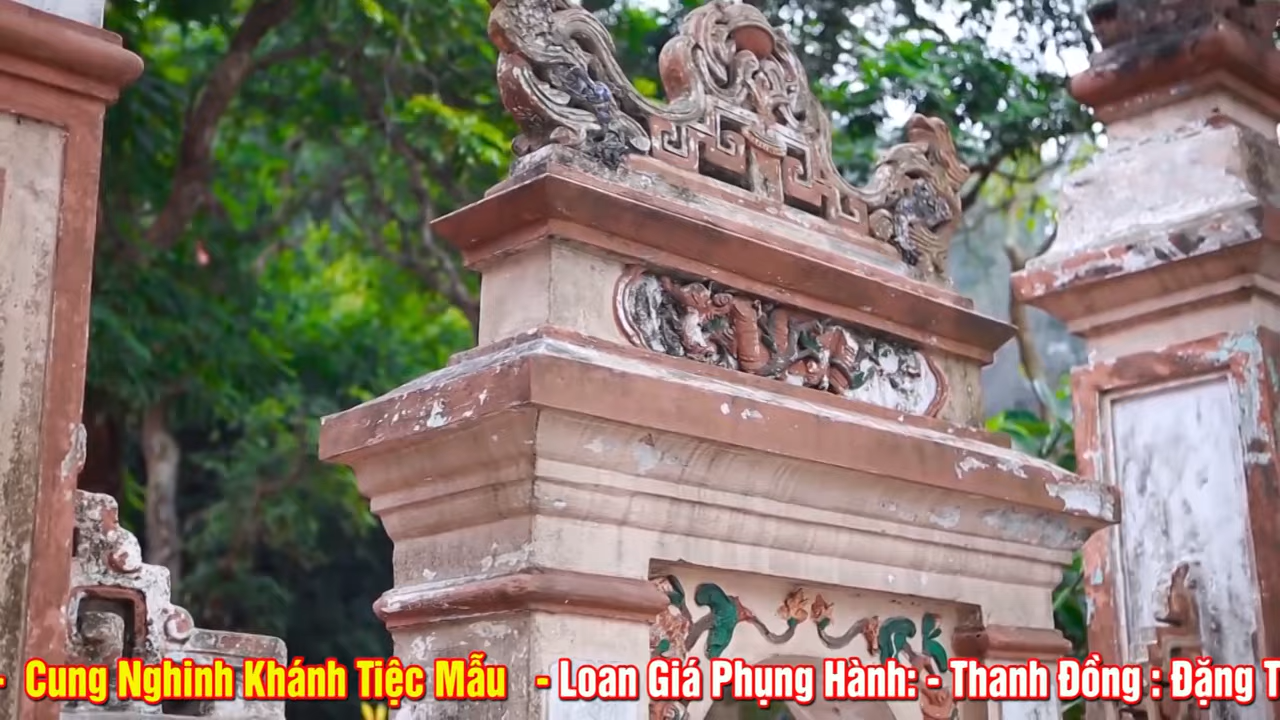 - Cung Nghinh Khánh Tiệc Mẫu - Loan Giá Phụng Hành: - Thanh Đồng : Đặng T